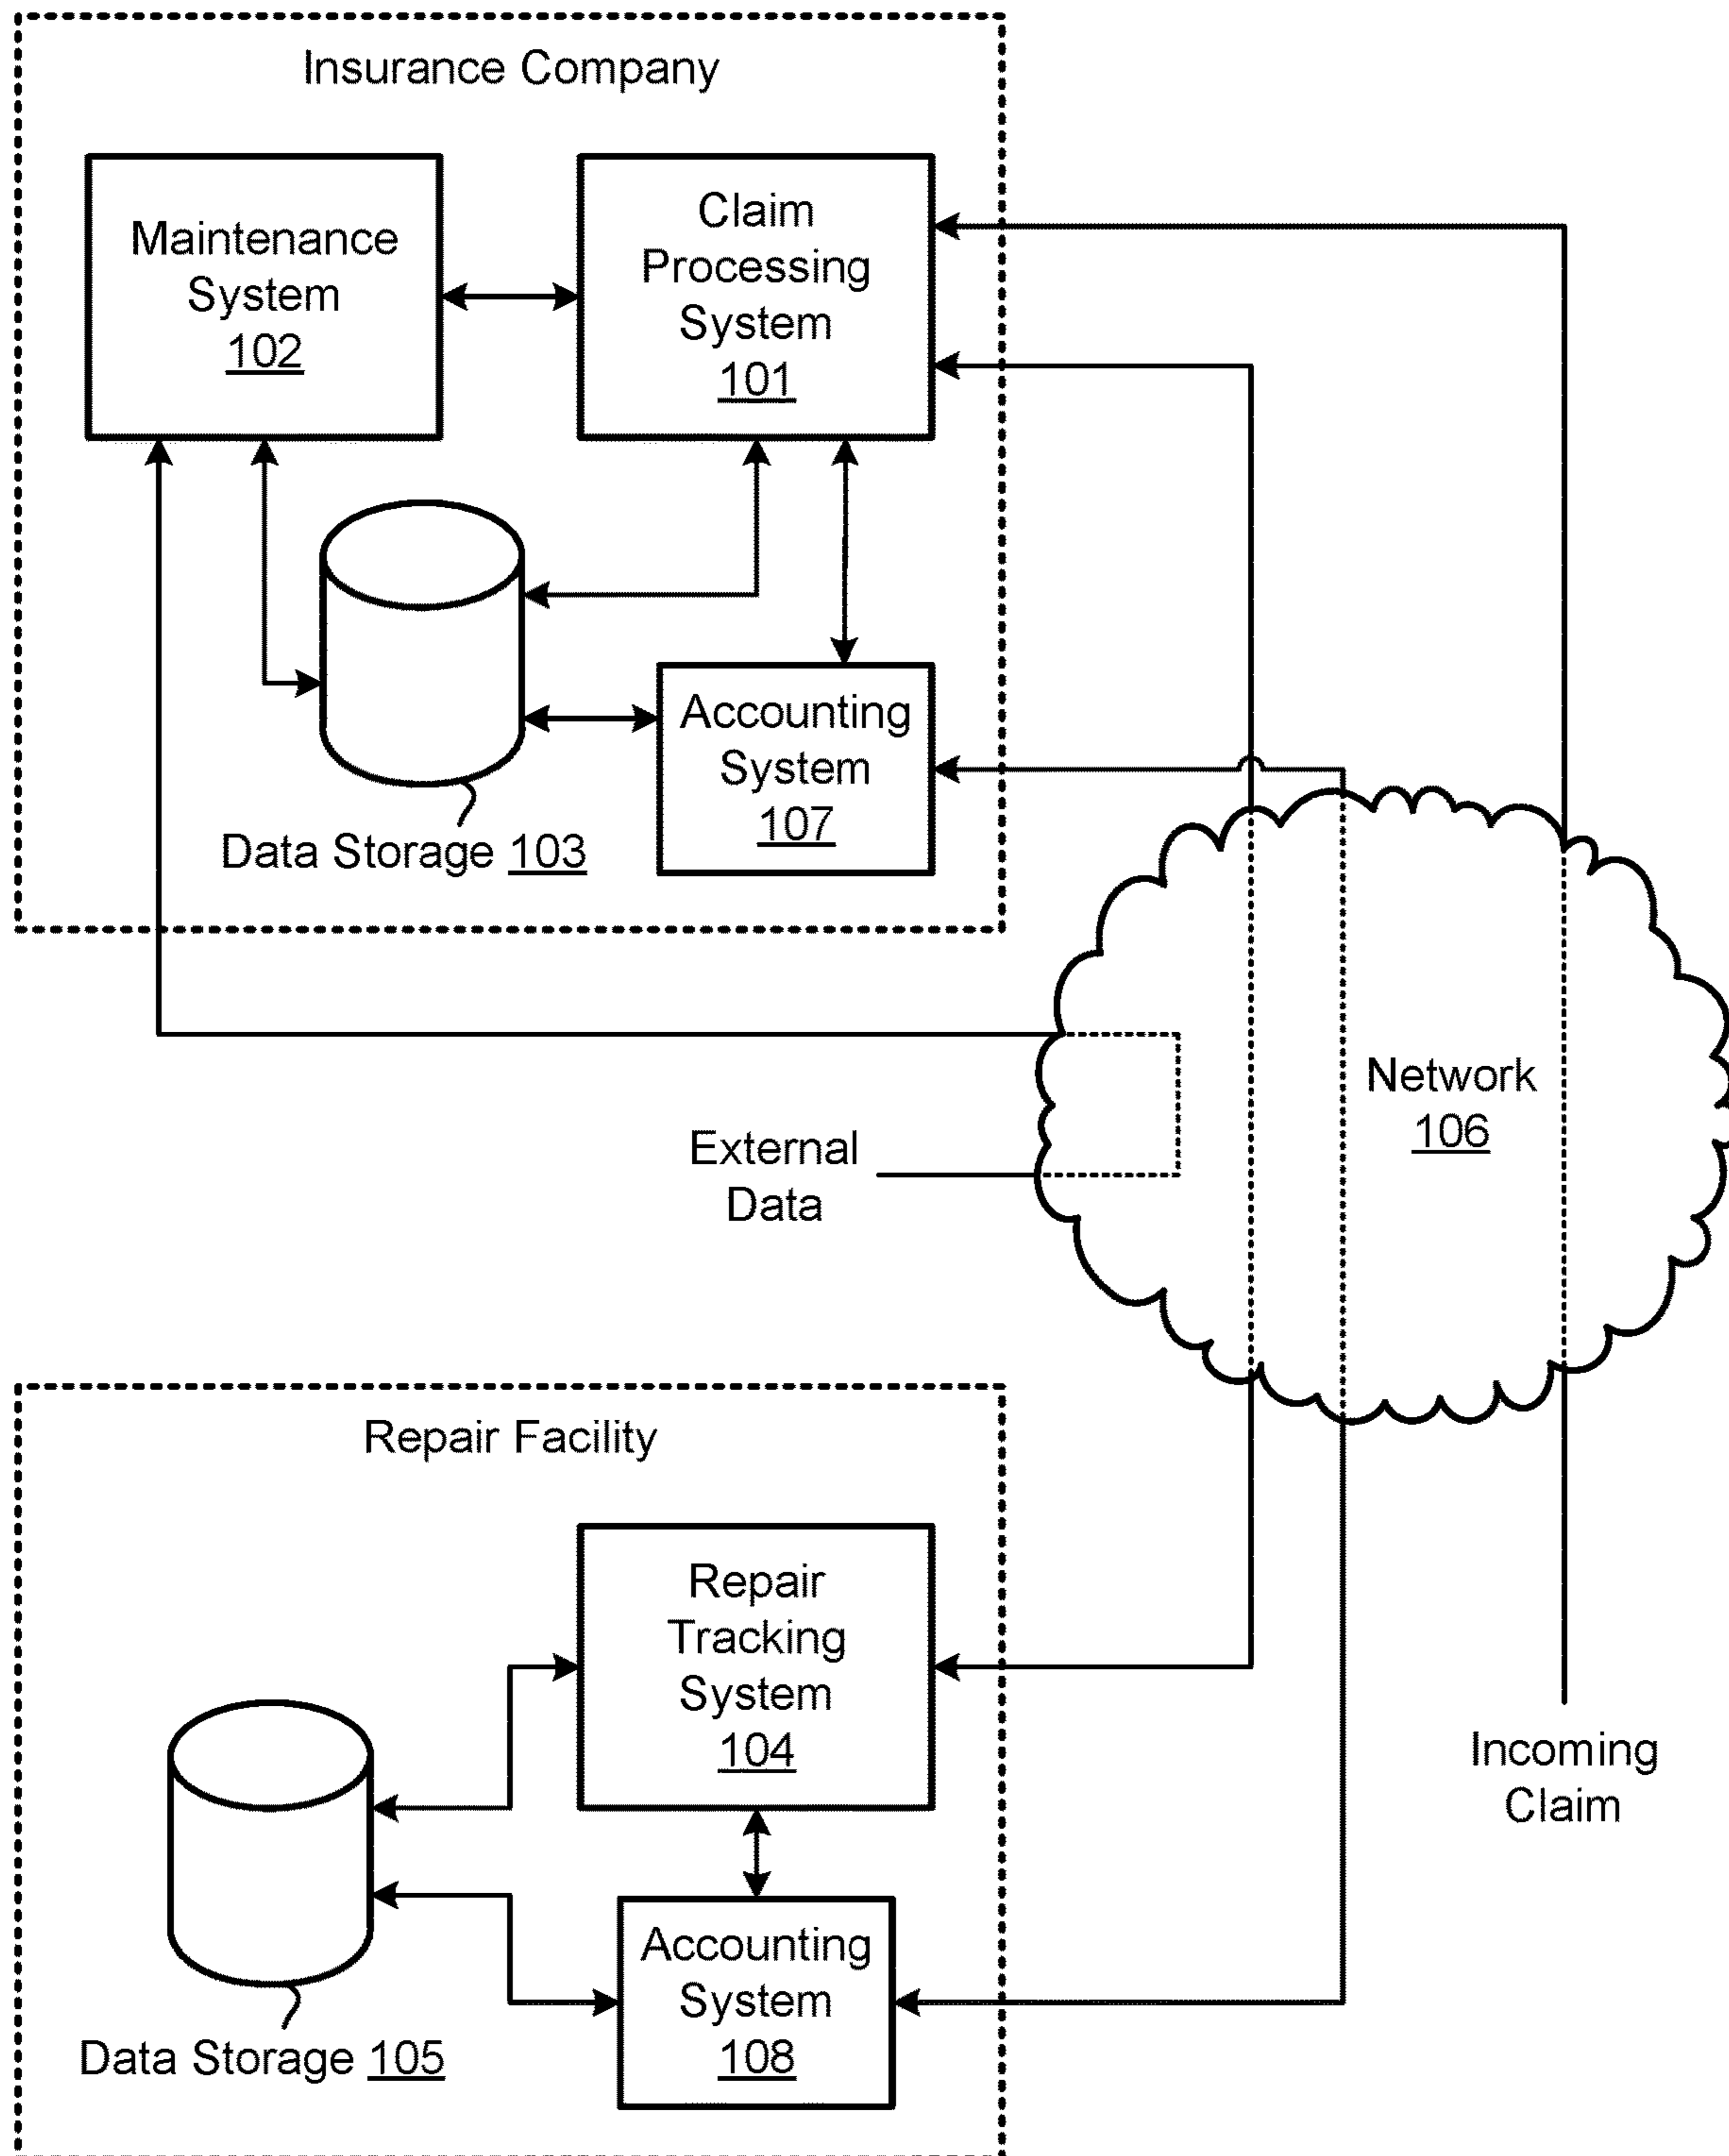 Insurance Company
Maintenance
System
102
Claim
Processing
System
101
Accounting
System
107
Data Storage 103
Network
106
External
Data
Repair Facility
Repair
Tracking
System
104
Incoming
Claim
Accounting
System
108
Data Storage 105